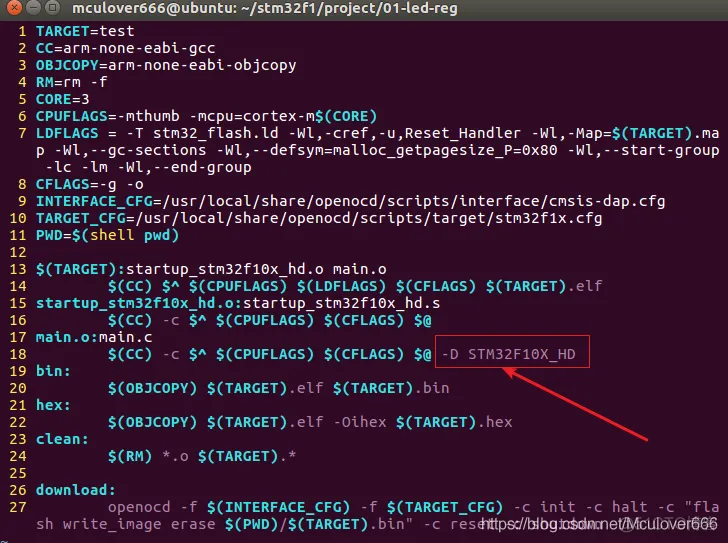 mculover666@ubuntu: ~/stm32f1/project/01-led-reg
1 TARGET=test
2 CC=arm-none-eabi-gcc
3 OBJCOPY=arm-none-eabi-objcopy
4 RM=rm -f
5 CORE=3
6 CPUFLAGS=-mthumb -mcpu=cortex-m$(CORE)
7 LDFLAGS = -T stm32_flash.ld -Wl,-cref,-u,Reset_Handler -Wl,-Map=$(TARGET).ma
p -Wl,--gc-sections -Wl,--defsym=malloc_getpagesize_P=0x80 -Wl,--start-group
-lc -lm -Wl,--end-group
8 CFLAGS=-g -o
9 INTERFACE_CFG=/usr/local/share/openocd/scripts/interface/cmsis-dap.cfg
10 TARGET_CFG=/usr/local/share/openocd/scripts/target/stm32f1x.cfg
11 PWD=$(shell pwd)
12
13 $(TARGET):startup_stm32f10x_hd.o main.o
14 $(CC) $^ $(CPUFLAGS) $(LDFLAGS) $(CFLAGS) $(TARGET).elf
15 startup_stm32f10x_hd.o:startup_stm32f10x_hd.s
16 $(CC) -c $^ $(CPUFLAGS) $(CFLAGS) $@
17 main.o:main.c
18 $(CC) -c $^ $(CPUFLAGS) $(CFLAGS) $@ -D STM32F10X_HD
19 bin:
20 $(OBJCOPY) $(TARGET).elf $(TARGET).bin
21 hex:
22 $(OBJCOPY) $(TARGET).elf -Oihex $(TARGET).hex
23 clean:
24 $(RM) *.o $(TARGET).*
25
26 download:
27 openocd -f $(INTERFACE_CFG) -f $(TARGET_CFG) -c init -c halt -c "fla
sh write_image erase $(PWD)/$(TARGET).bin" -c reset
https://blog.csdn.net/Mculover666
~